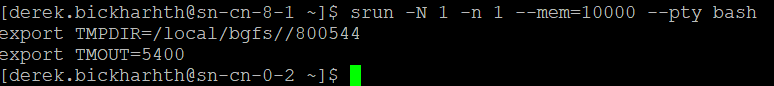 [derek.bickharhth@sn-cn-8-1 ~]$ srun -N 1 -n 1 --mem=10000 --pty bash
export TMPDIR=/local/bgfs//800544
export TMOUT=5400
[derek.bickharhth@sn-cn-0-2 ~]$